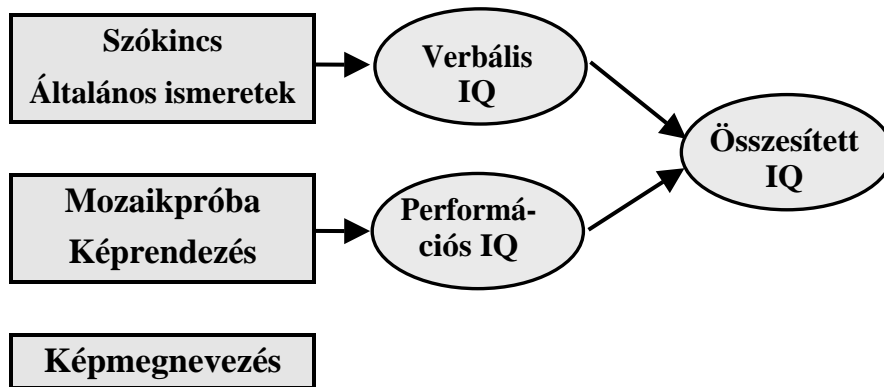 Szókincs
Általános ismeretek
Verbális
IQ
Összesített
IQ
Mozaikpróba
Képrendezés
Performá-
ciós IQ
Képmegnevezés